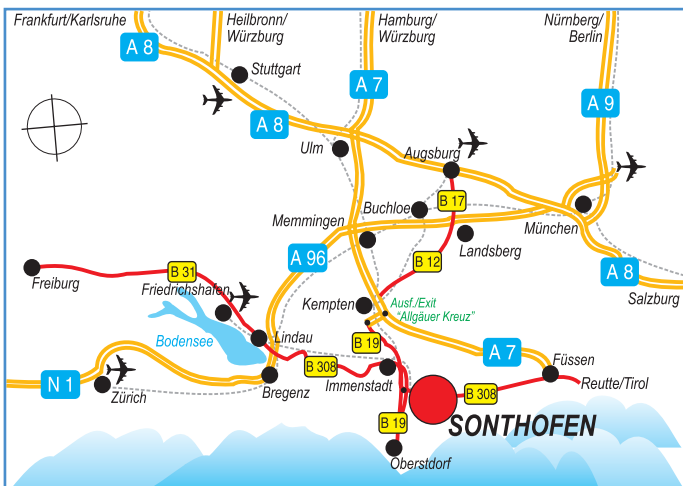 Frankfurt/Karlsruhe
Heilbronn/
Würzburg
Hamburg/
Würzburg
Nürnberg/
Berlin
A 8
Stuttgart
A 7
A 9
A 8
Ulm
Augsburg
B 17
Buchloe
Memmingen
München
Landsberg
A 96
B 12
B 31
A 8
Freiburg
Friedrichshafen
Salzburg
Kempten
Ausf./Exit
“Allgäuer Kreuz”
Bodensee
Lindau
B 19
A 7
Füssen
N 1
B 308
Immenstadt
Zürich
Bregenz
B 308
Reutte/Tirol
B 19
SONTHOFEN
Oberstdorf